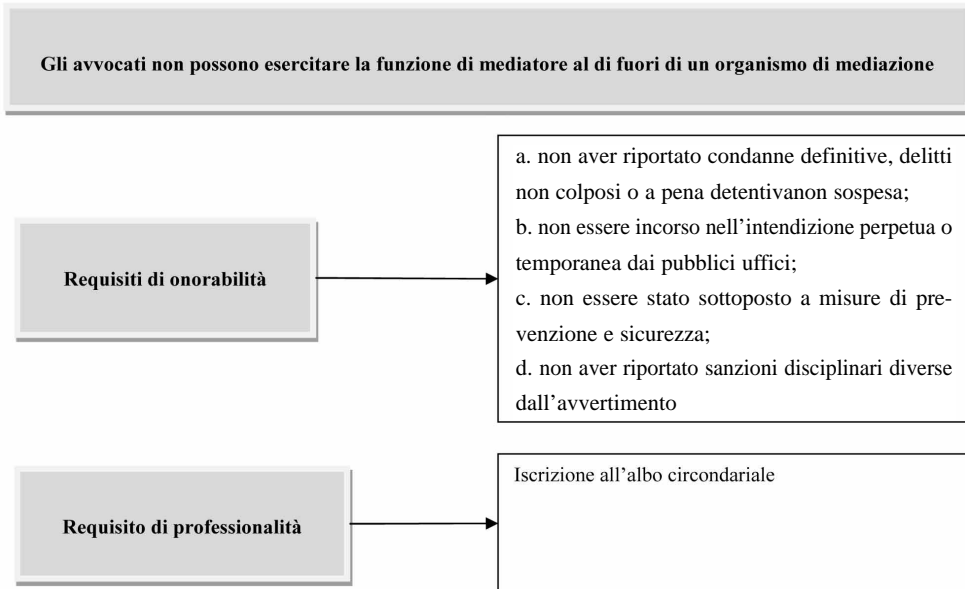 Gli avvocati non possono esercitare la funzione di mediatore al di fuori di un organismo di mediazione
Requisiti di onorabilità
a. non aver riportato condanne definitive, delitti
non colposi o a pena detentivanon sospesa;
b. non essere incorso nell’intendizione perpetua o
temporanea dai pubblici uffici;
c. non essere stato sottoposto a misure di pre-
venzione e sicurezza;
d. non aver riportato sanzioni disciplinari diverse
dall’avvertimento
Requisito di professionalità
Iscrizione all’albo circondariale